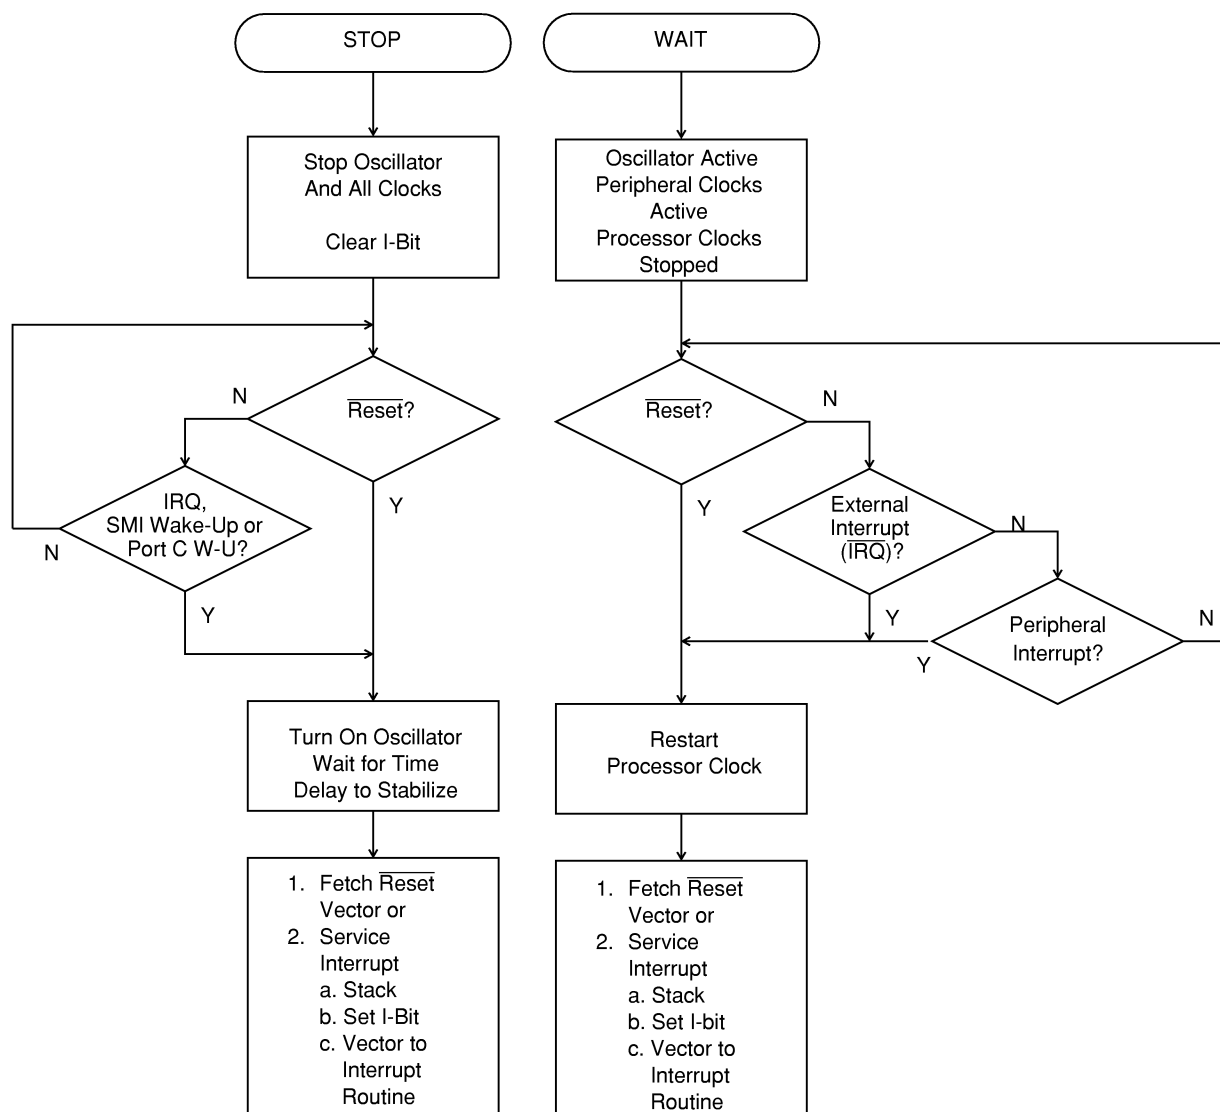 STOP
Stop Oscillator
And All Clocks
Clear I-Bit
Reset?
N
Y
IRQ,
SMI Wake-Up or
Port C W-U?
N
Y
Turn On Oscillator
Wait for Time
Delay to Stabilize
1. Fetch Reset
Vector or
2. Service
Interrupt
a. Stack
b. Set I-Bit
c. Vector to
Interrupt
Routine
WAIT
Oscillator Active
Peripheral Clocks
Active
Processor Clocks
Stopped
Reset?
N
Y
External
Interrupt
(IRQ)?
N
Y
Peripheral
Interrupt?
N
Y
Restart
Processor Clock
1. Fetch Reset
Vector or
2. Service
Interrupt
a. Stack
b. Set I-bit
c. Vector to
Interrupt
Routine